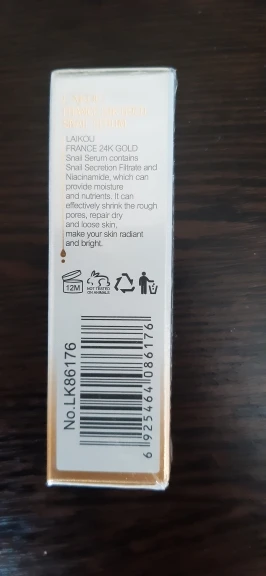 LAIKOU
FRANCE 24K GOLD
Snail Serum contains
Snail Secretion Filtrate and
Niacinamide, which can
provide moisture
and nutrients. It can
effectively shrink the rough
pores, repair dry
and loose skin,
make your skin radiant
and bright.
12M
NOT TESTED
ON ANIMALS
No.LK86176
6 925464 086176